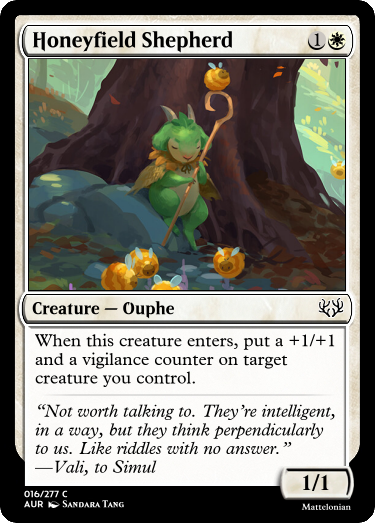 Honeyfield Shepherd 1
Creature — Ouphe
When this creature enters, put a +1/+1
and a vigilance counter on target
creature you control.
“Not worth talking to. They’re intelligent,
in a way, but they think perpendicularly
to us. Like riddles with no answer.”
—Vali, to Simul
1/1
016/277 C
AUR Sandara Tang
Mattelonian